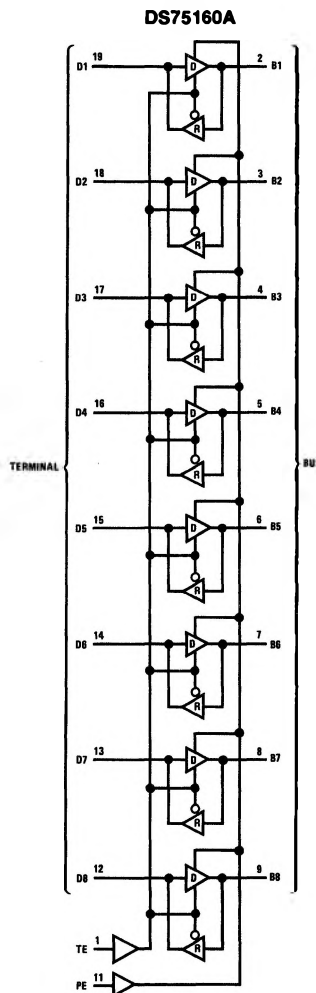 DS75160A
D1 19 D 2 B1
R
D2 18 D 3 B2
R
D3 17 D 4 B3
R
D4 16 D 5 B4
R
TERMINAL BU
D5 15 D 6 B5
R
D6 14 D 7 B6
R
D7 13 D 8 B7
R
D8 12 D 9 B8
R
TE 1
PE 11